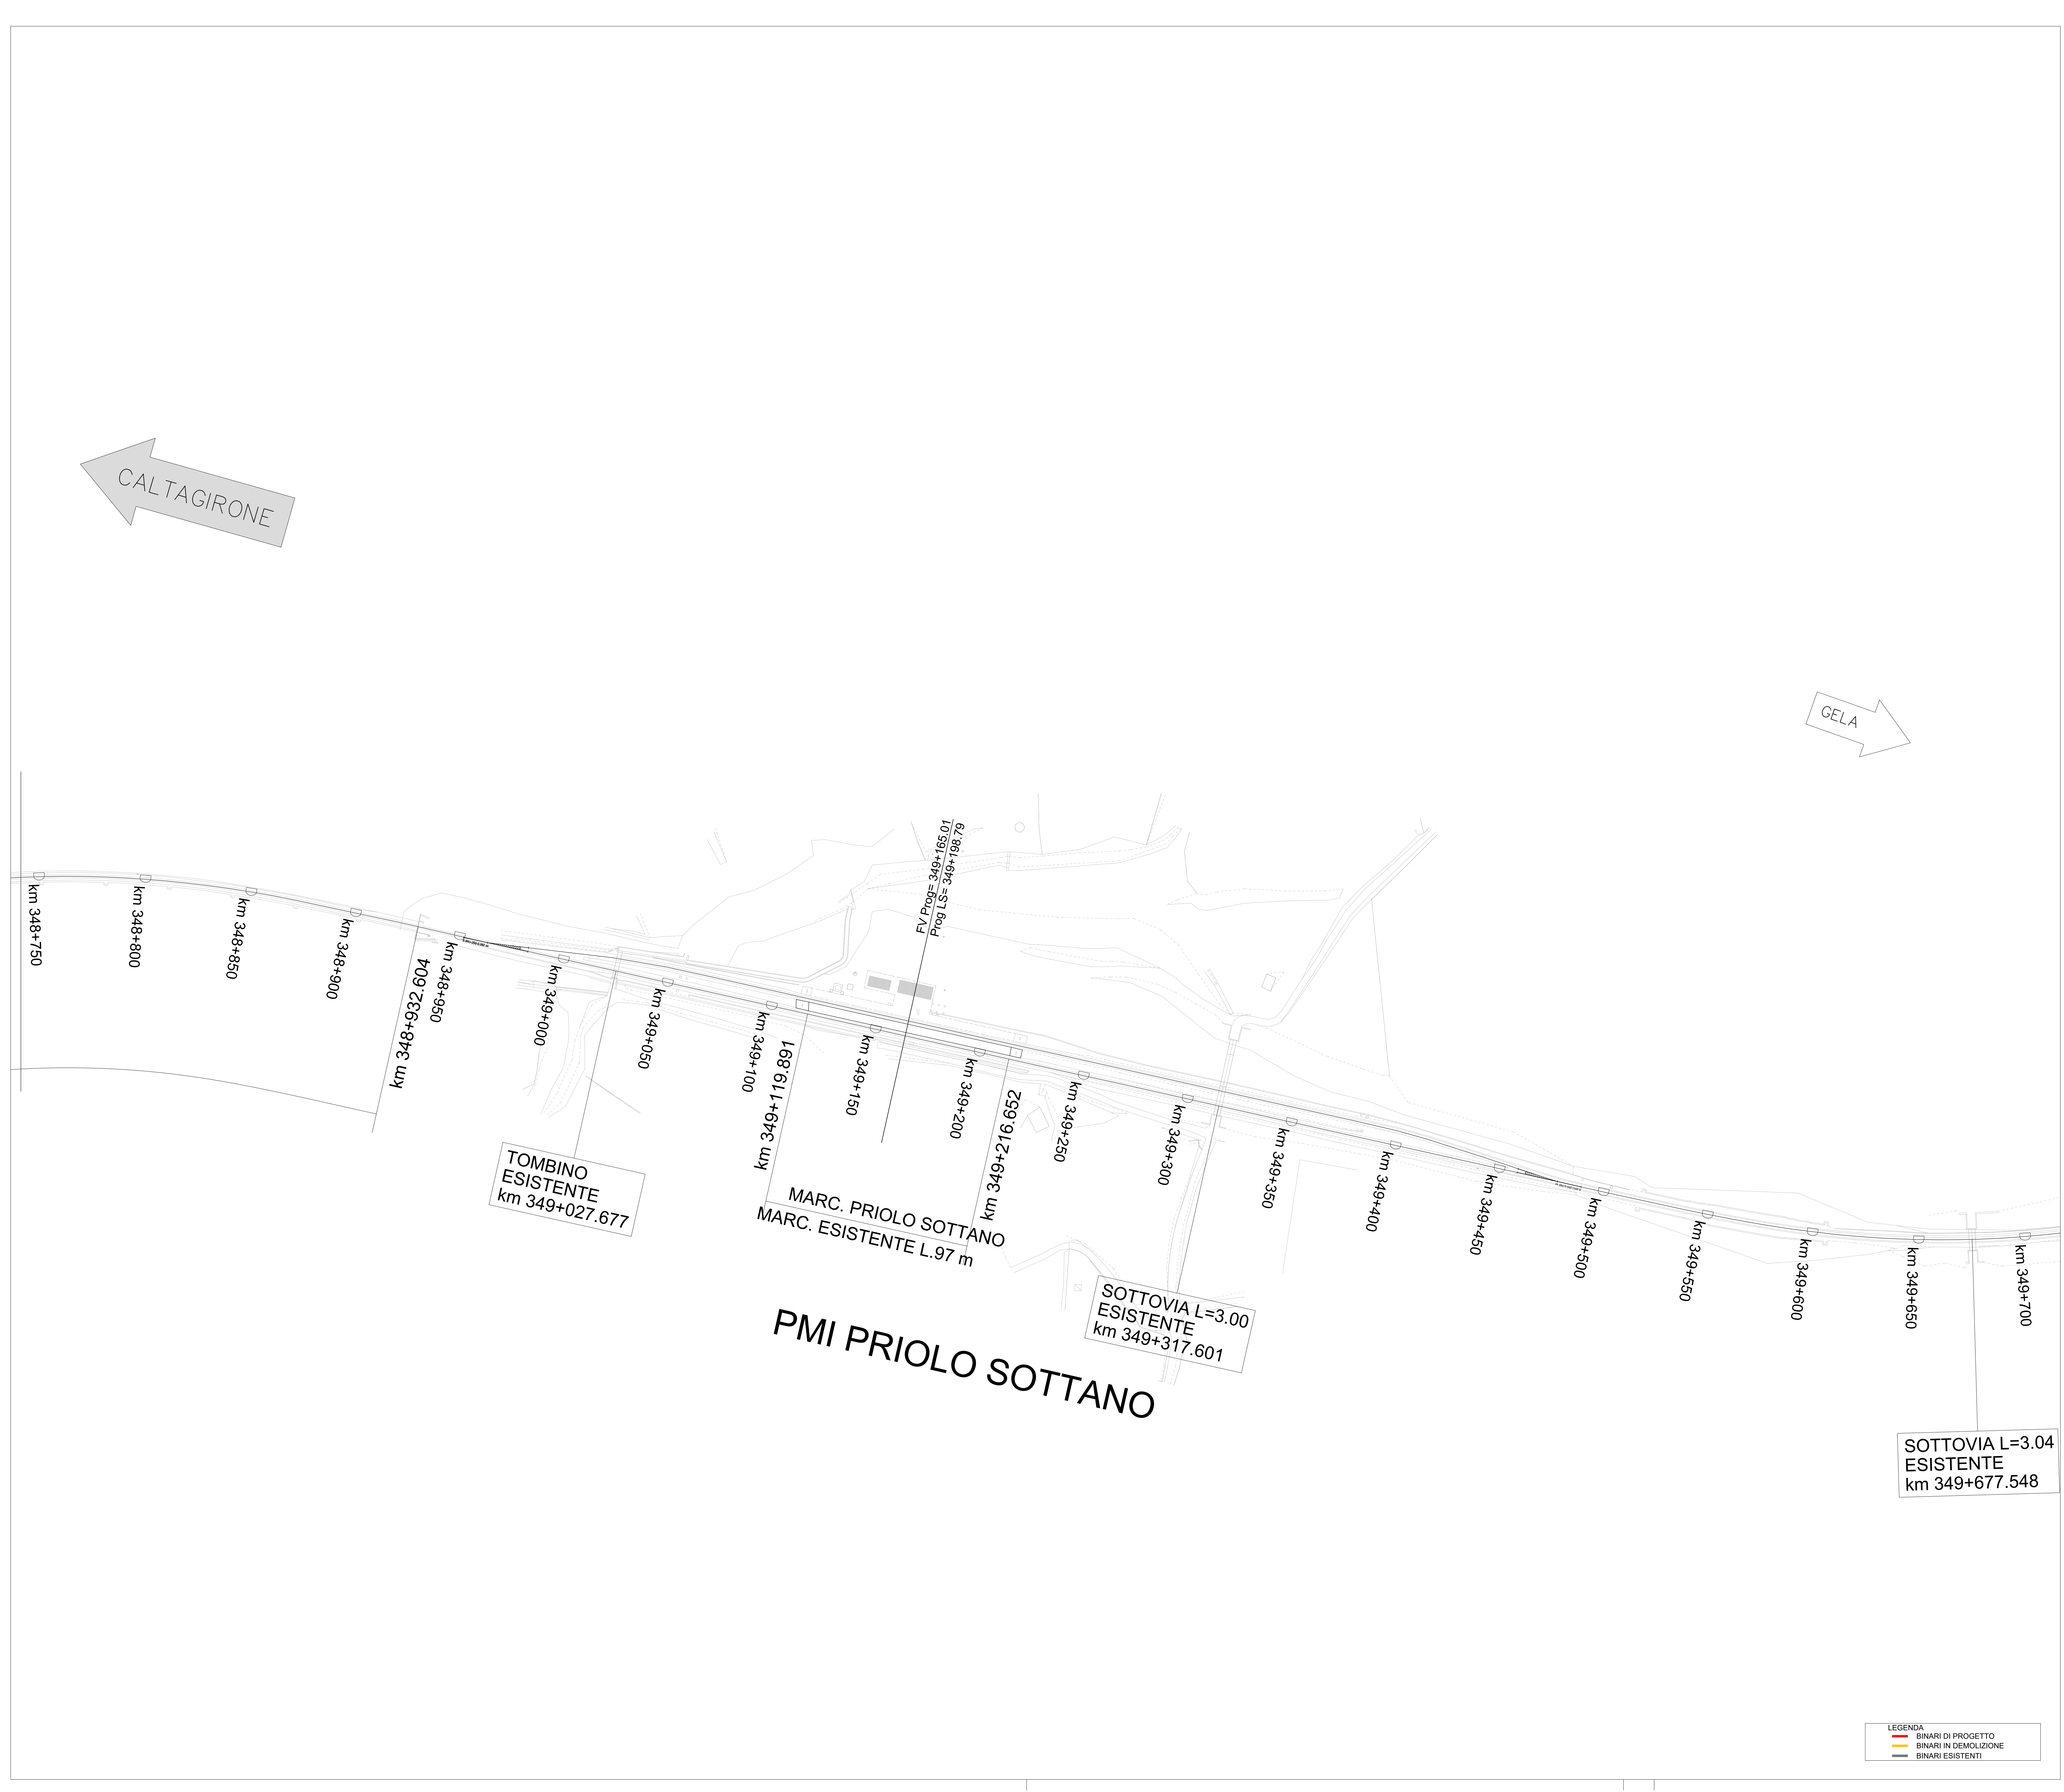 CALTAGIRONE
GELA
FV Prog= 349+165.01
Prog LS= 349+198.79
km 348+750
km 348+800
km 348+850
km 348+900
km 348+932.604
km 348+950
km 349+000
km 349+050
km 349+100
km 349+119.891
km 349+150
km 349+200
km 349+216.652
km 349+250
km 349+300
km 349+350
km 349+400
km 349+450
km 349+500
km 349+550
km 349+600
km 349+650
km 349+700
TOMBINO
ESISTENTE
km 349+027.677
MARC. PRIOLO SOTTANO
MARC. ESISTENTE L.97 m
SOTTOVIA L=3.00
ESISTENTE
km 349+317.601
PMI PRIOLO SOTTANO
SOTTOVIA L=3.04
ESISTENTE
km 349+677.548
LEGENDA
BINARI DI PROGETTO
BINARI IN DEMOLIZIONE
BINARI ESISTENTI